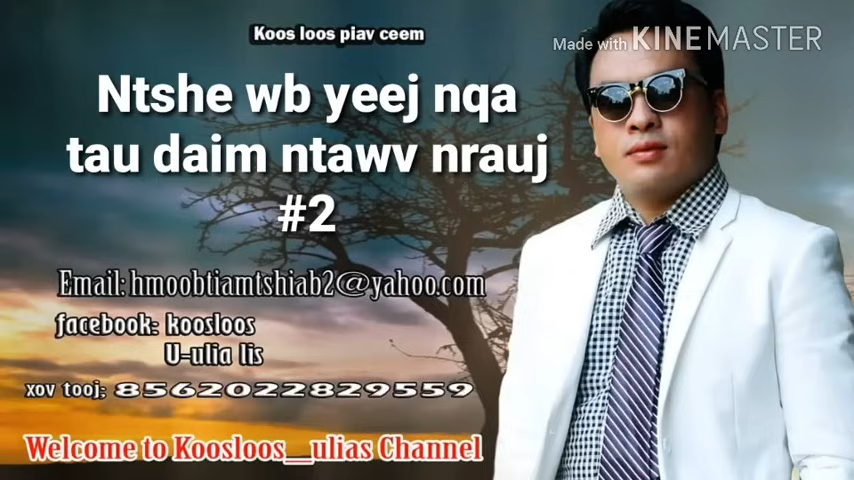 Koos loos piav ceem
Made with KINEMASTER
Ntshe wb yeej nqa
tau daim ntawv nrauj
#2
Email: hmoobtiamtshiab2@yahoo.com
facebook: koosloos
U-ulia lis
xov tooj; 8562022829559
Welcome to Koosloos__ulias Channel